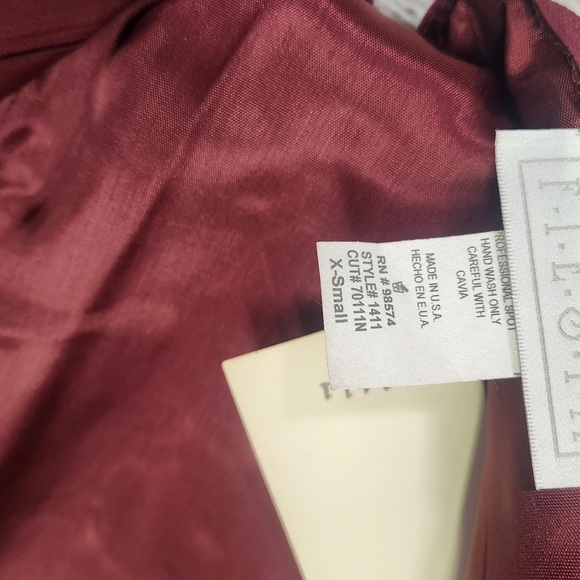 PROFESSIONAL SPOT
HAND WASH ONLY
CAREFUL WITH
CAVIA
MADE IN U.S.A.
HECHO EN E.U.A.
RN # 98574
STYLE# 1411
CUT# 70111N
X-Small